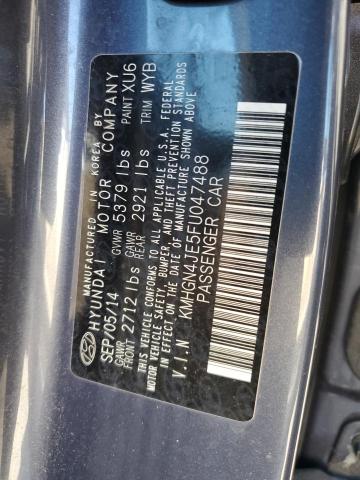 MANUFACTURED IN KOREA BY
HYUNDAI MOTOR COMPANY
SEP/05/14 GVWR 5379 lbs PAINT XU6
GAWR FRONT 2712 lbs GAWR REAR 2921 lbs TRIM WYB
THIS VEHICLE CONFORMS TO ALL APPLICABLE U.S.A. FEDERAL
MOTOR VEHICLE SAFETY, BUMPER, AND THEFT PREVENTION STANDARDS
IN EFFECT ON THE DATE OF MANUFACTURE SHOWN ABOVE
V.I.N KMHGN4JE5FU047488
PASSENGER CAR